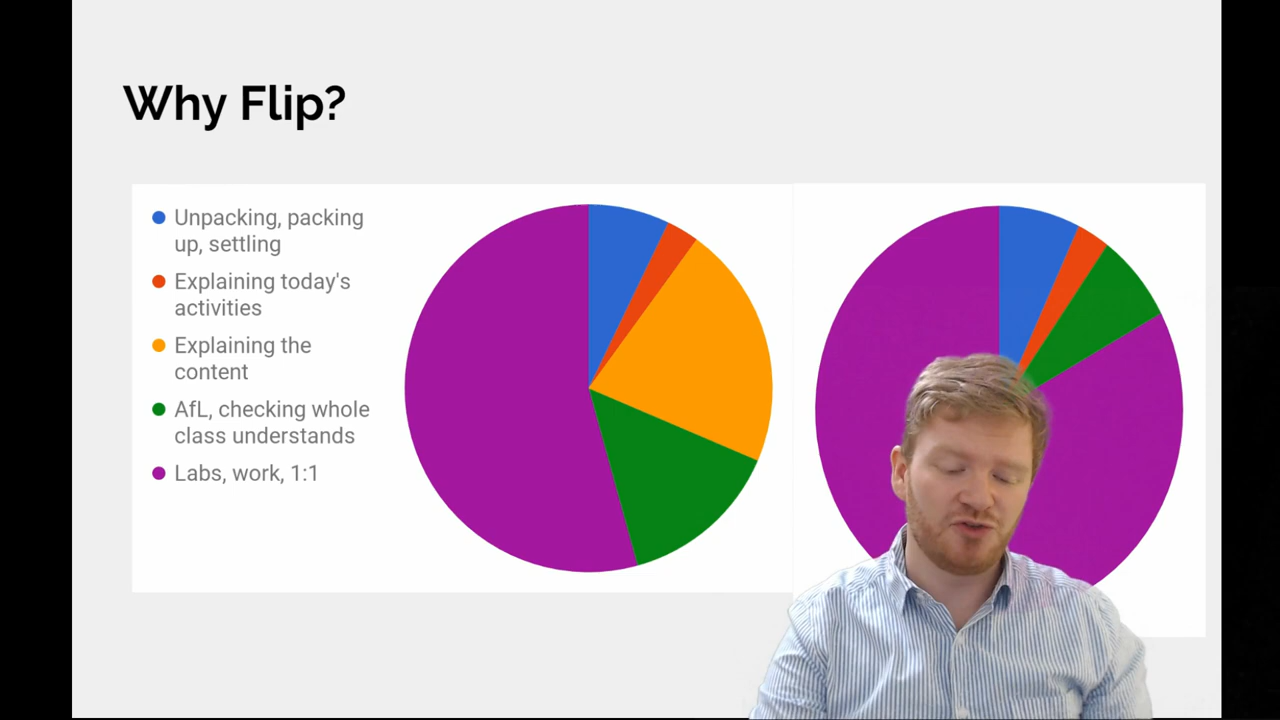 Why Flip?
Unpacking, packing
up, settling
Explaining today's
activities
Explaining the
content
AfL, checking whole
class understands
Labs, work, 1:1